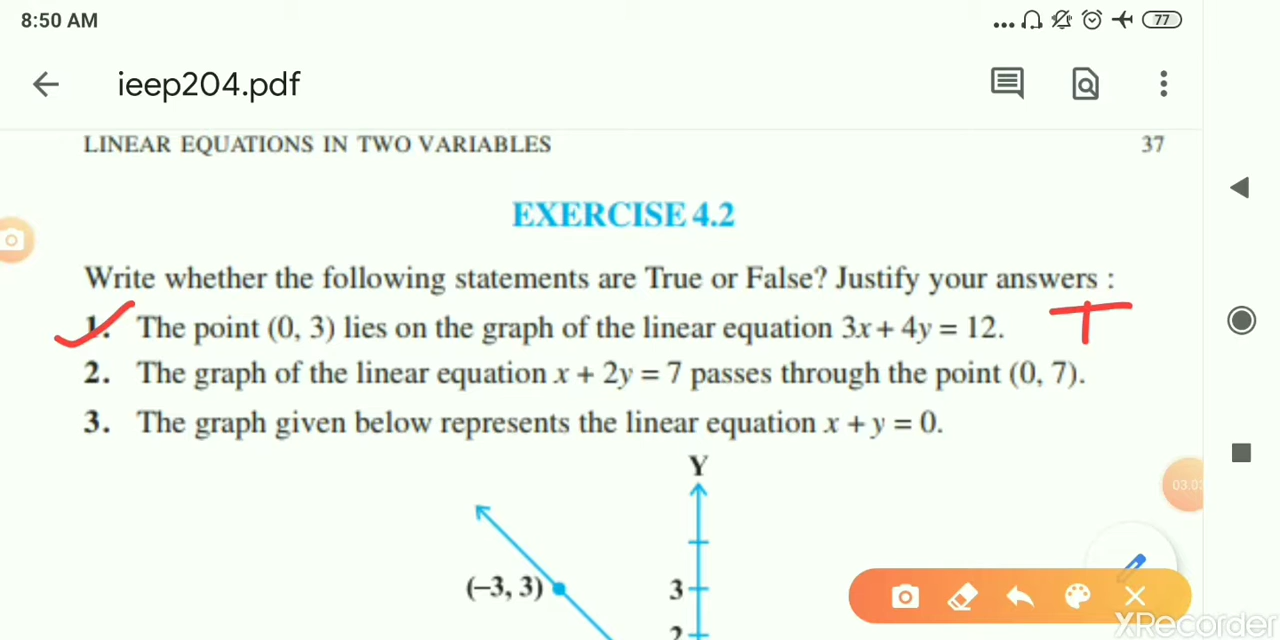 8:50 AM
77
ieep204.pdf
LINEAR EQUATIONS IN TWO VARIABLES 37
EXERCISE 4.2
Write whether the following statements are True or False? Justify your answers :
1. The point (0, 3) lies on the graph of the linear equation 3x + 4y = 12. T
2. The graph of the linear equation x + 2y = 7 passes through the point (0, 7).
3. The graph given below represents the linear equation x + y = 0.
Y
(–3, 3)
3
2
XRecorder